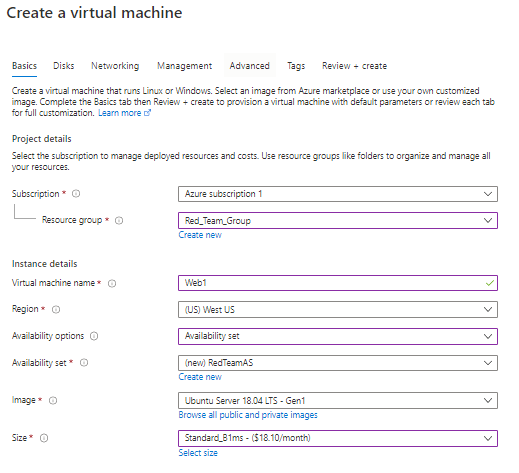 Create a virtual machine
Basics Disks Networking Management Advanced Tags Review + create
Create a virtual machine that runs Linux or Windows. Select an image from Azure marketplace or use your own customized
image. Complete the Basics tab then Review + create to provision a virtual machine with default parameters or review each tab
for full customization. Learn more
Project details
Select the subscription to manage deployed resources and costs. Use resource groups like folders to organize and manage all
your resources.
Subscription * Azure subscription 1
Resource group * Red_Team_Group
Create new
Instance details
Virtual machine name * Web1
Region * (US) West US
Availability options Availability set
Availability set * (new) RedTeamAS
Create new
Image * Ubuntu Server 18.04 LTS - Gen1
Browse all public and private images
Size * Standard_B1ms - ($18.10/month)
Select size